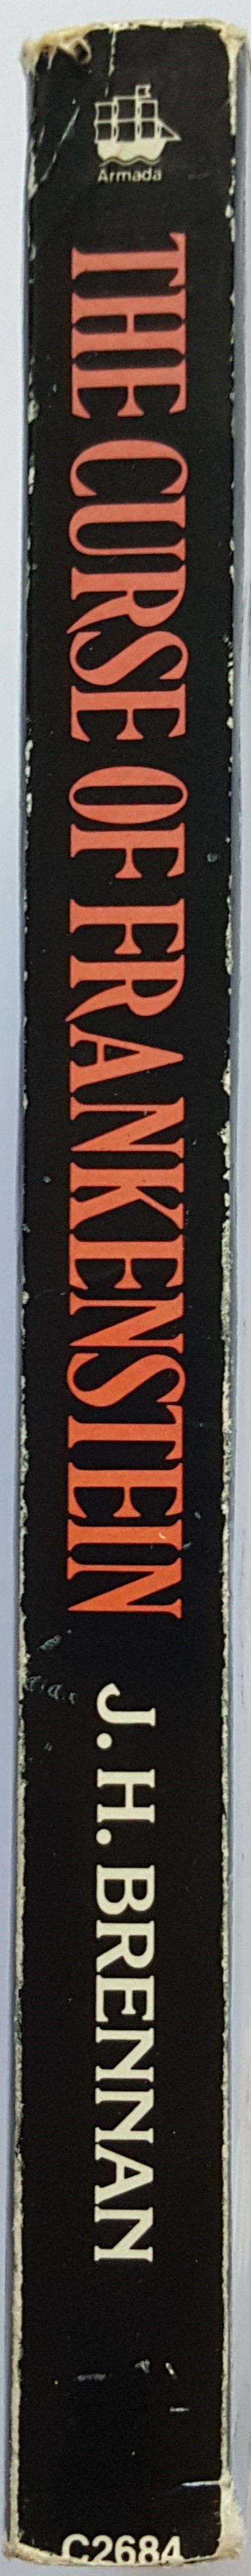 Armada
THE CURSE OF FRANKENSTEIN
J. H. BRENNAN
C2684